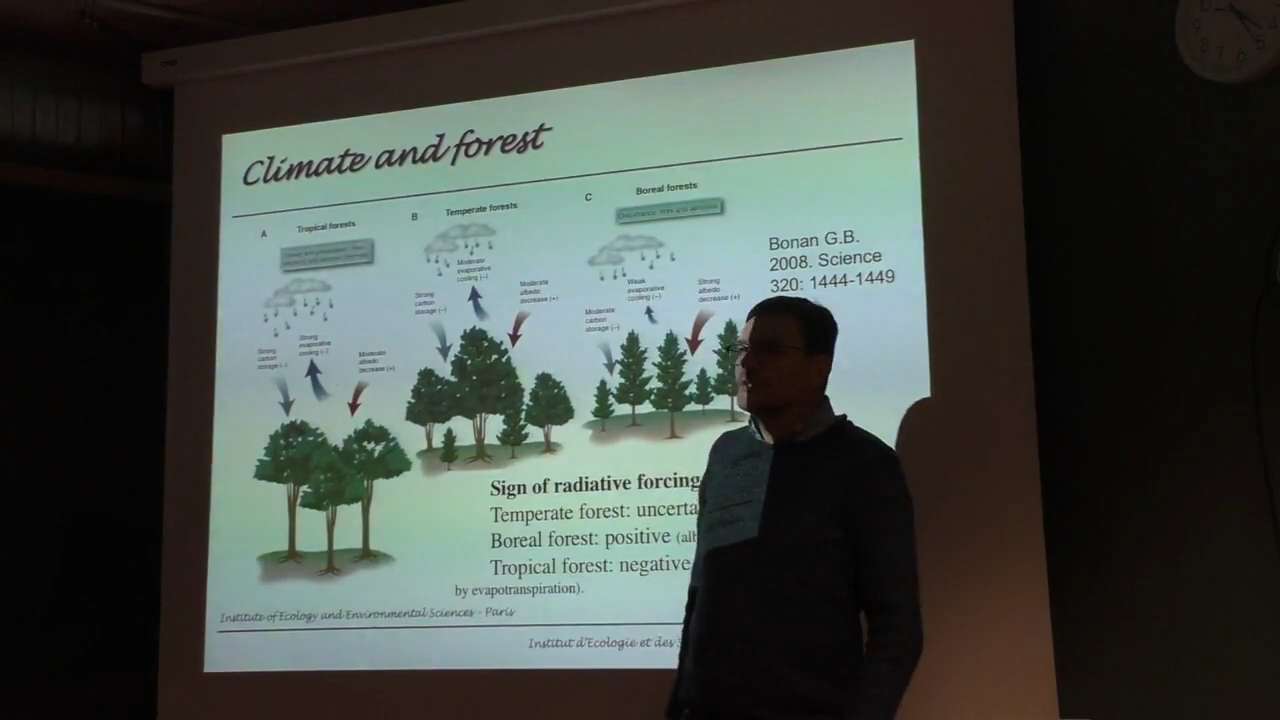 Climate and forest
A
Tropical forests
B
Temperate forests
C
Boreal forests
Strong
carbon
storage (–)
Strong
evaporative
cooling (–)
Moderate
albedo
decrease (+)
Strong
carbon
storage (–)
Moderate
evaporative
cooling (–)
Moderate
albedo
decrease (+)
Moderate
carbon
storage (–)
Weak
evaporative
cooling (–)
Strong
albedo
decrease (+)
Bonan G.B.
2008. Science
320: 1444-1449
Sign of radiative forcing
Temperate forest: uncerta
Boreal forest: positive (alb
Tropical forest: negative
by evapotranspiration).
Institute of Ecology and Environmental Sciences - Paris
Institut d'Ecologie et des